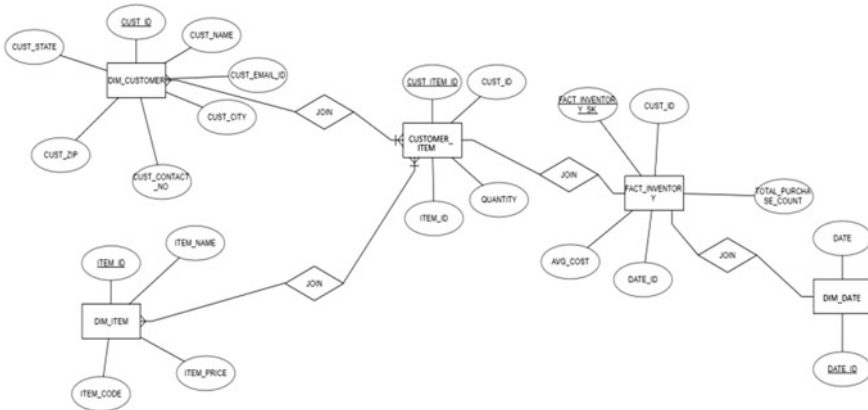 CUST_ID
CUST_NAME
CUST_STATE
CUST_EMAIL_ID
DIM_CUSTOMER
CUST_CITY
CUST_ZIP
CUST_CONTACT
_NO
JOIN
CUST_ITEM_ID
CUST_ID
CUSTOMER_
ITEM
ITEM_ID
QUANTITY
JOIN
FACT_INVENTOR
Y_SK
CUST_ID
FACT_INVENTOR
Y
TOTAL_PURCHA
SE_COUNT
AVG_COST
DATE_ID
JOIN
DATE
DIM_DATE
DATE_ID
ITEM_NAME
ITEM_ID
JOIN
DIM_ITEM
ITEM_PRICE
ITEM_CODE